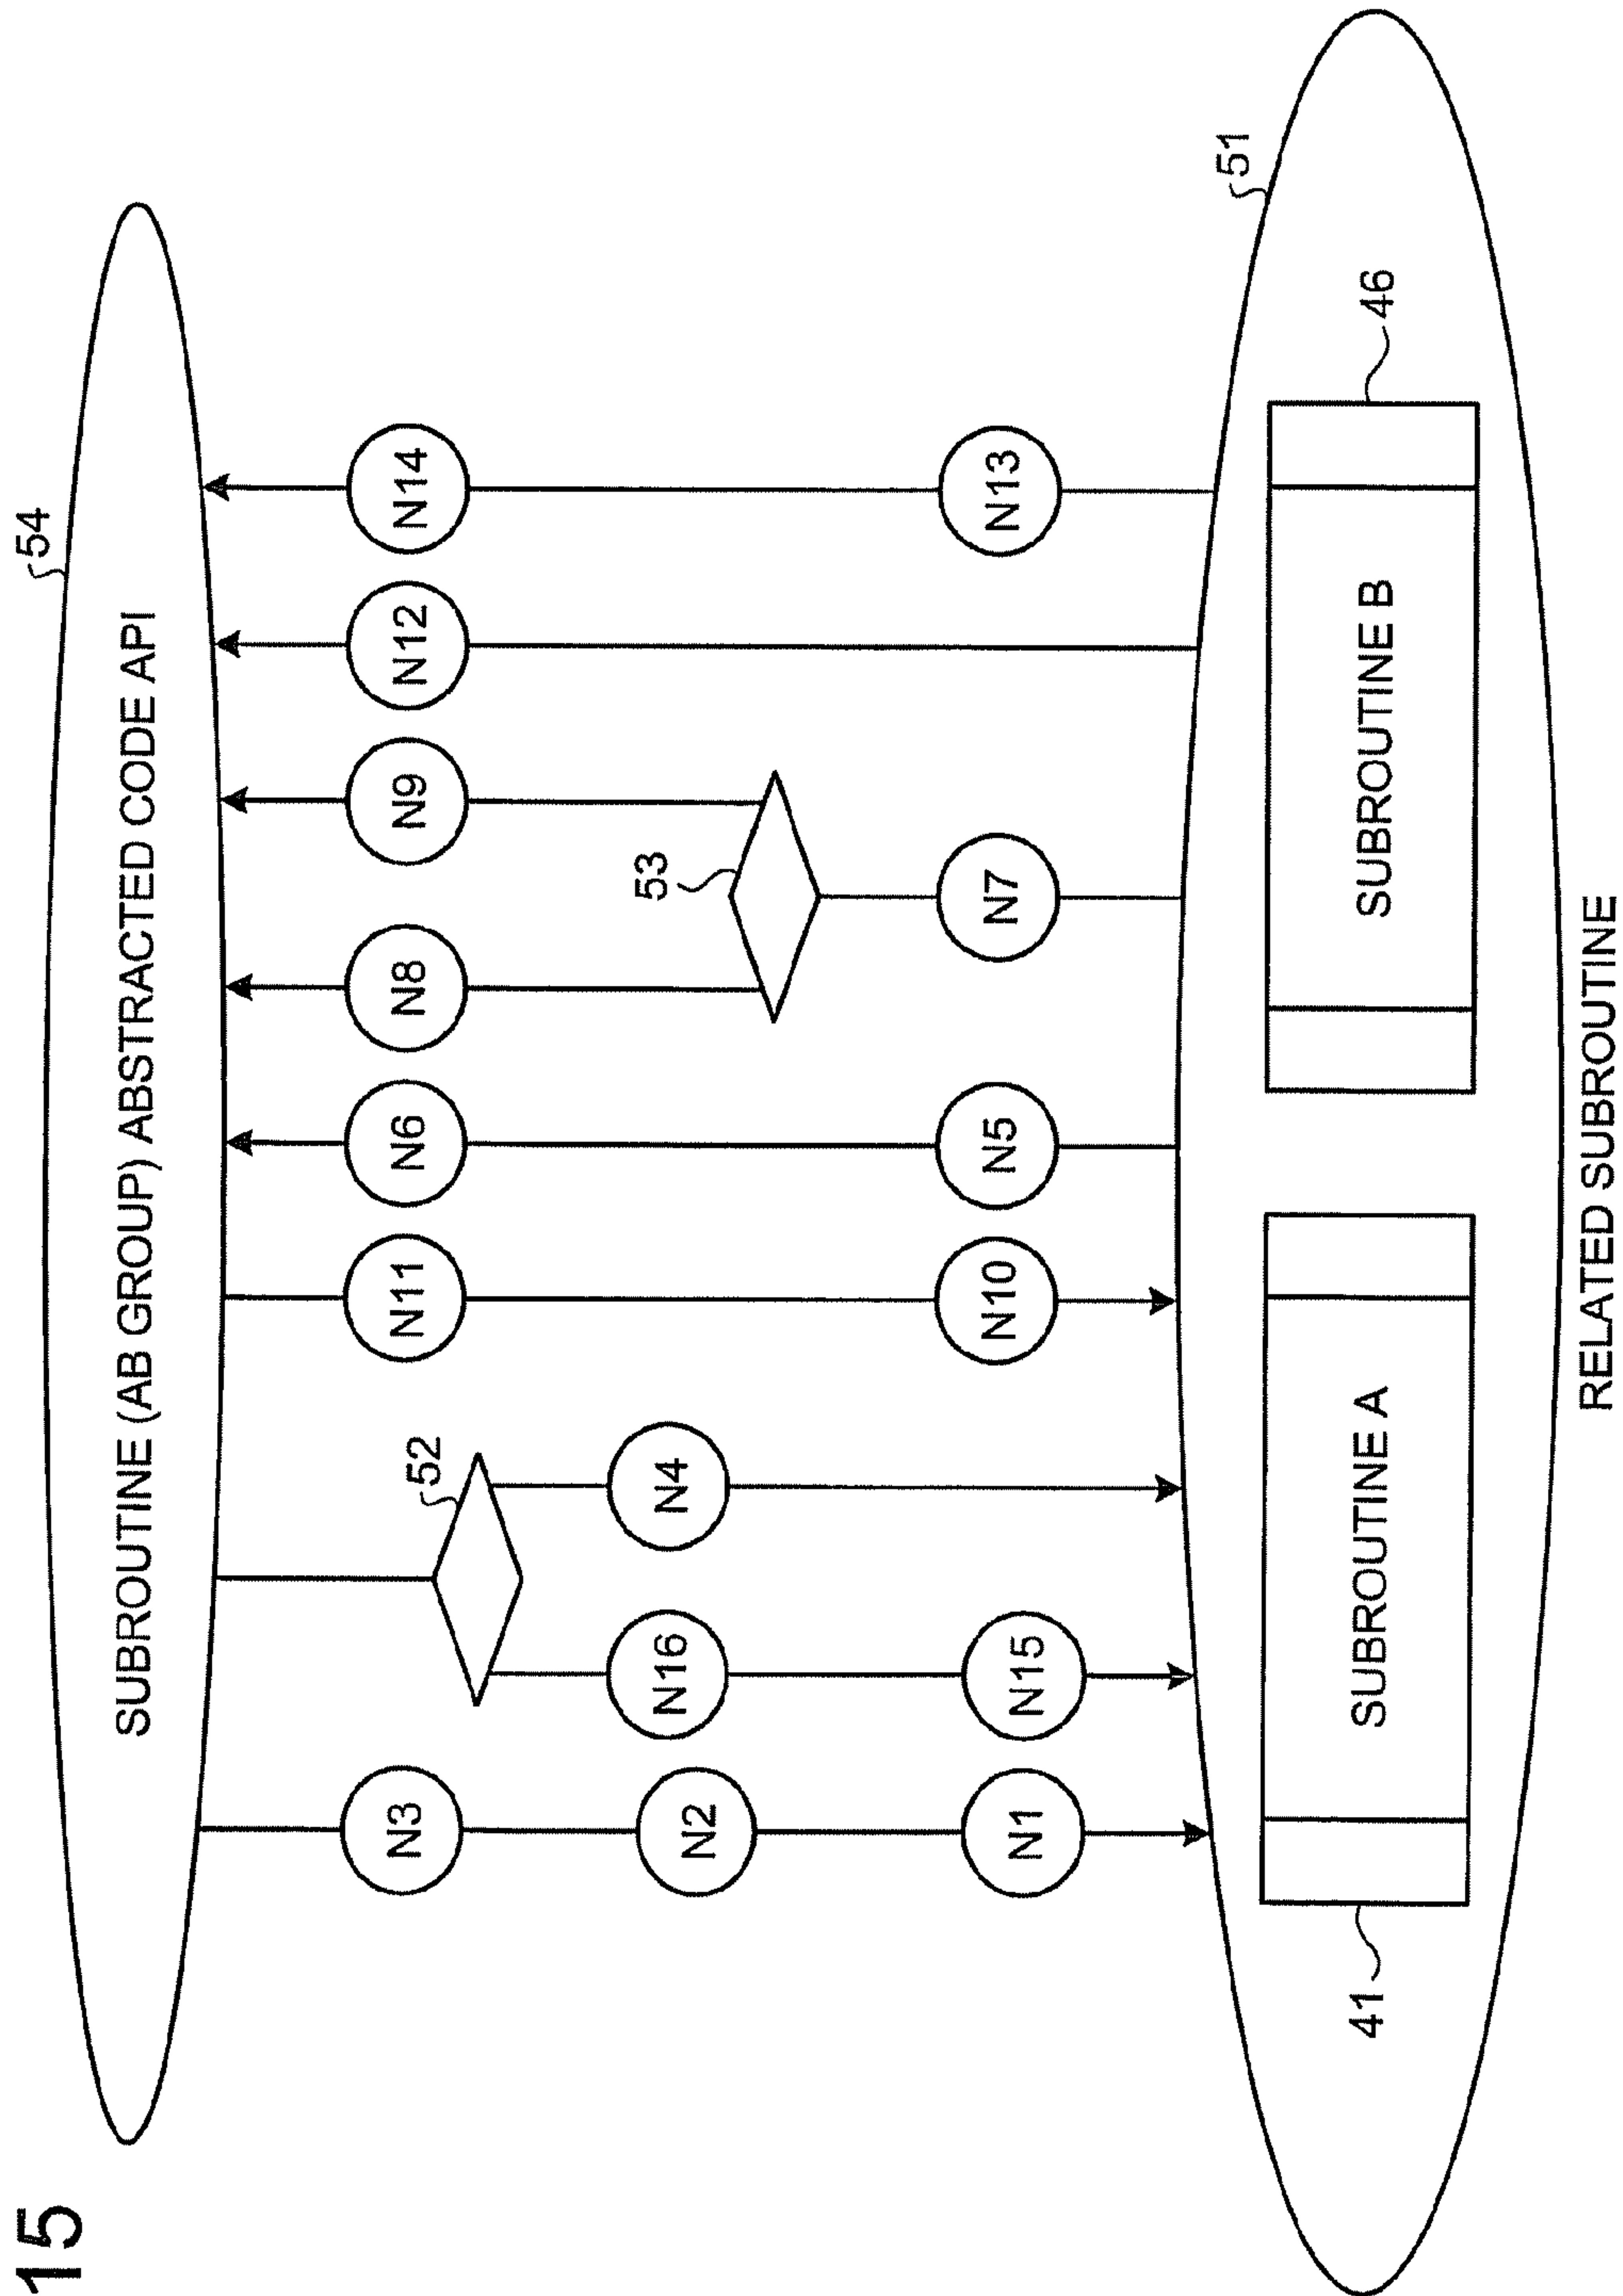 15
54
SUBROUTINE (AB GROUP) ABSTRACTED CODE API
N3
N11
N6
N8
N9
N12
N14
52
N2
N16
N4
53
N1
N15
N10
N5
N7
N13
51
41
SUBROUTINE A
SUBROUTINE B
46
RELATED SUBROUTINE